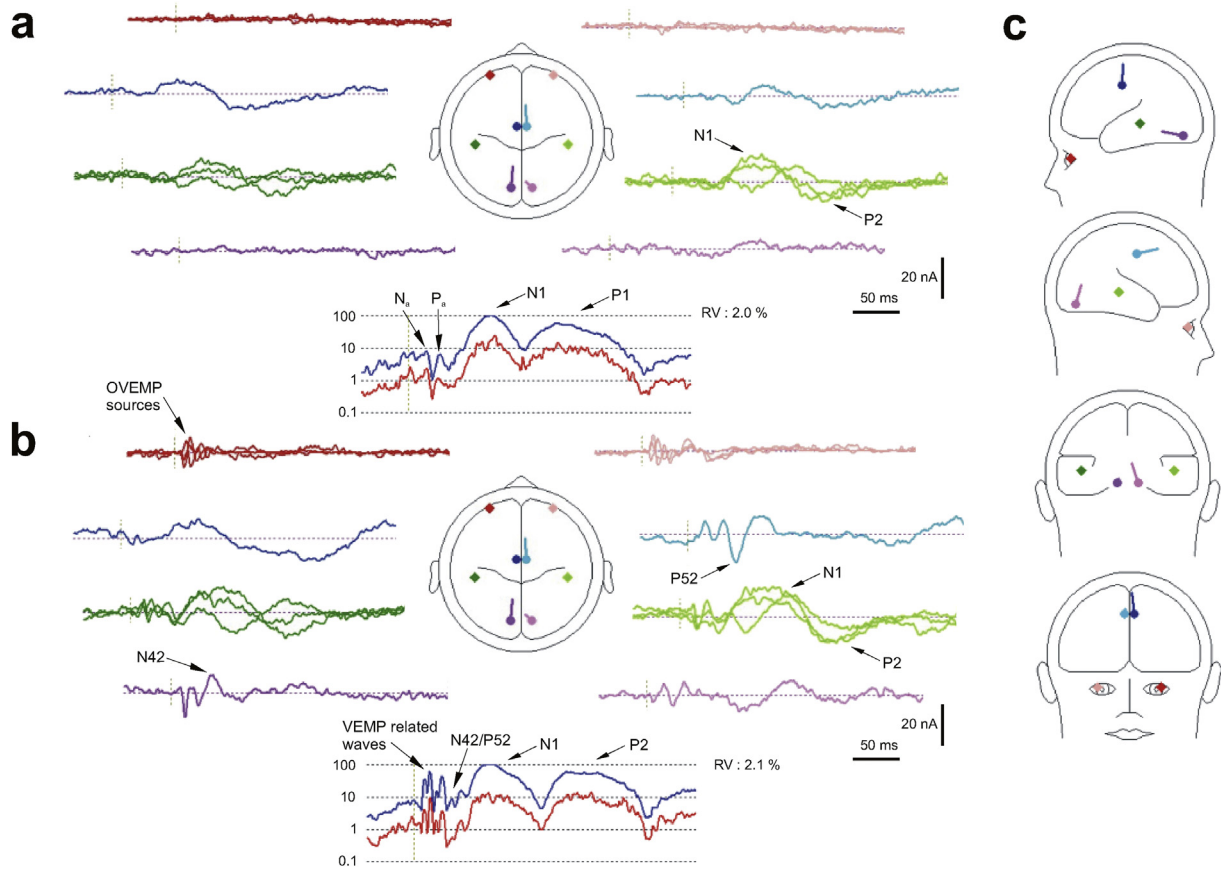 a
c
N1
P2
20 nA
50 ms
Na
Pa
N1
P1
RV : 2.0 %
100
10
1
0.1
OVEMP
sources
b
P52
N1
P2
N42
20 nA
50 ms
VEMP related
waves
N42/P52
N1
P2
RV : 2.1 %
100
10
1
0.1